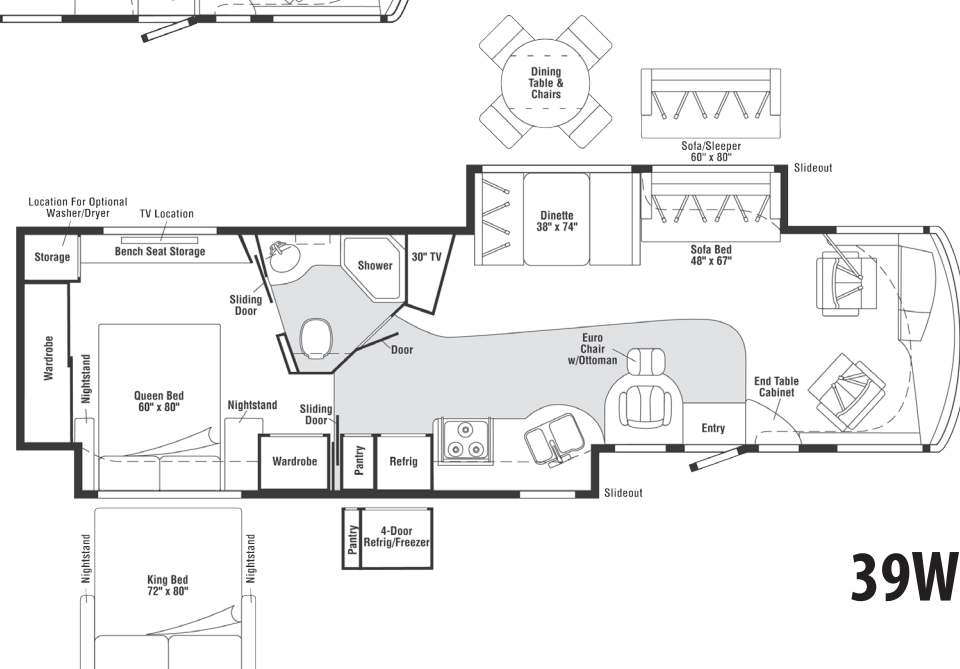 Dining
Table &
Chairs
Sofa/Sleeper
60" x 80"
Slideout
Location For Optional
Washer/Dryer
TV Location
Storage
Bench Seat Storage
Shower
30" TV
Dinette
38" x 74"
Sofa Bed
48" x 67"
Sliding
Door
Wardrobe
Door
Euro
Chair
w/Ottoman
Nightstand
Queen Bed
60" x 80"
Nightstand
Sliding
Door
End Table
Cabinet
Entry
Wardrobe
Pantry
Refrig
Slideout
Pantry
4-Door
Refrig/Freezer
Nightstand
King Bed
72" x 80"
Nightstand
39W